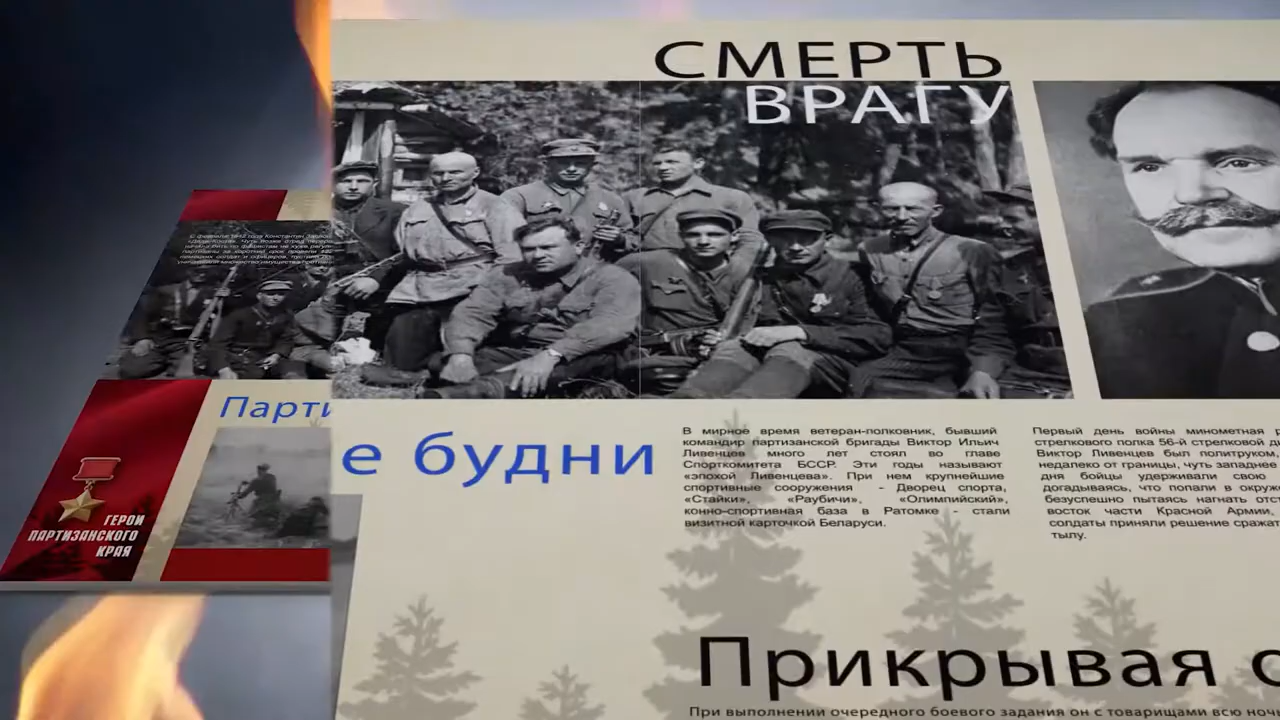 СМЕРТЬ
ВРАГУ
Парти
е будни
ГЕРОИ
ПАРТИЗАНСКОГО
КРАЯ
В мирное время ветеран-полковник, бывший
командир партизанской бригады Виктор Ильич
Ливенцев много лет стоял во главе
Спорткомитета БССР. Эти годы называют
«эпохой Ливенцева». При нем крупнейшие
спортивные сооружения - Дворец спорта,
«Стайки», «Раубичи», «Олимпийский»,
конно-спортивная база в Ратомке - стали
визитной карточкой Беларуси.
Первый день войны минометная р
стрелкового полка 56-й стрелковой д
Виктор Ливенцев был политруком,
недалеко от границы, чуть западнее
дня бойцы удерживали свою
догадываясь, что попали в окруже
безуспешно пытаясь нагнать отст
восток части Красной Армии,
солдаты приняли решение сражат
тылу.
Прикрывая о
При выполнении очередного боевого задания он с товарищами всю ночь